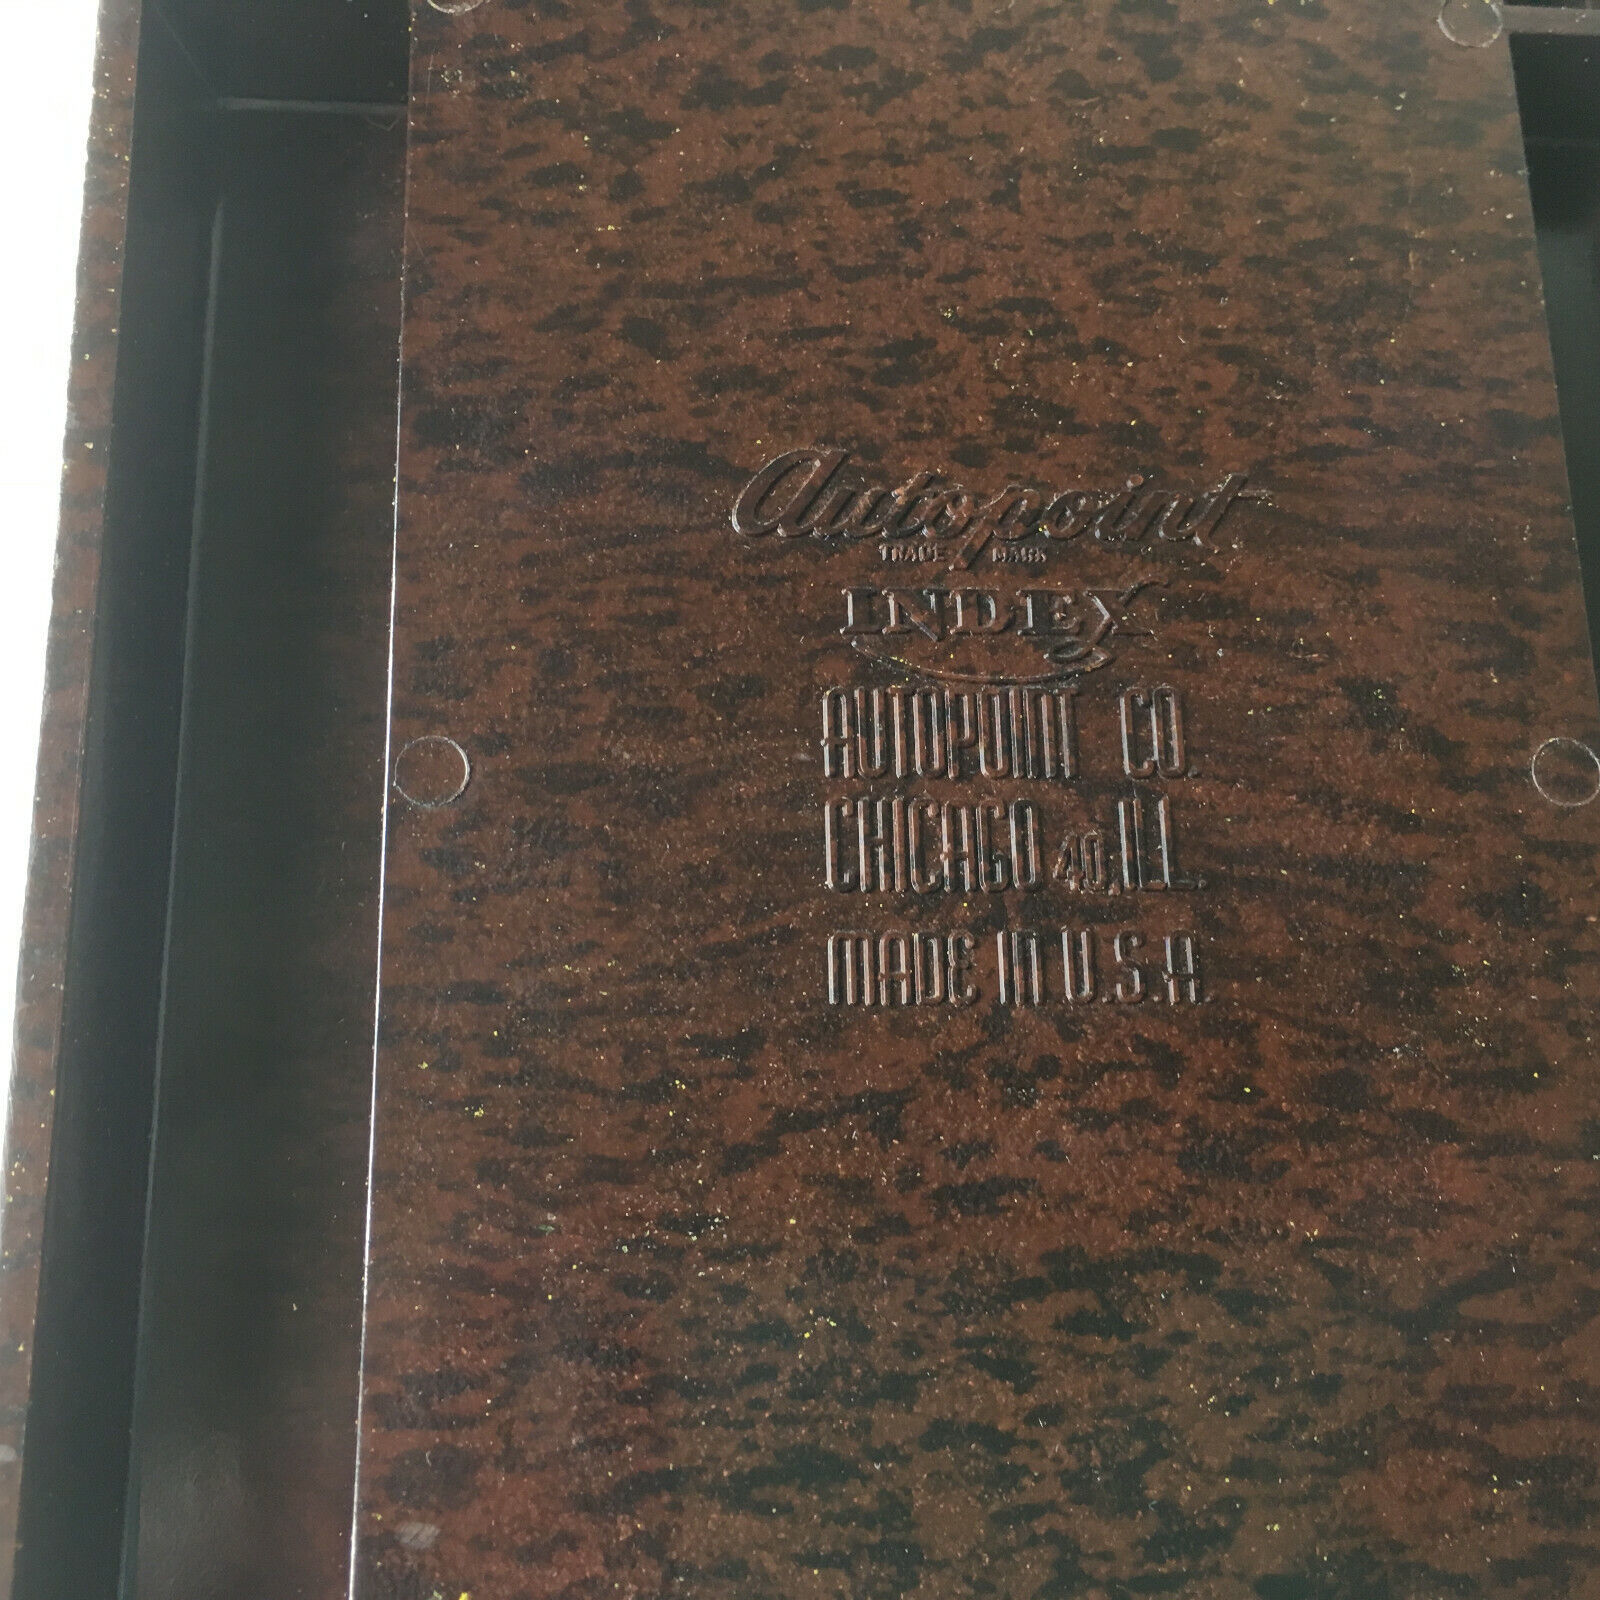 Autopoint
TRADE MARK
INDEX
AUTOPOINT CO.
CHICAGO 40, ILL.
MADE IN U.S.A.